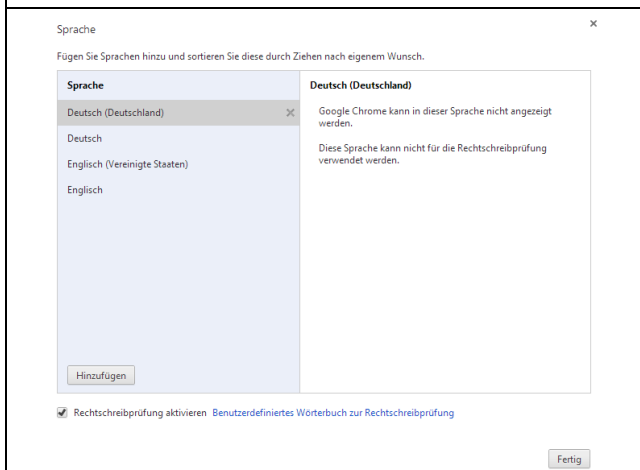 Sprache
Fügen Sie Sprachen hinzu und sortieren Sie diese durch Ziehen nach eigenem Wunsch.
Sprache
Deutsch (Deutschland)
Deutsch
Englisch (Vereinigte Staaten)
Englisch
Hinzufügen
Deutsch (Deutschland)
Google Chrome kann in dieser Sprache nicht angezeigt
werden.
Diese Sprache kann nicht für die Rechtschreibprüfung
verwendet werden.
Rechtschreibprüfung aktivieren Benutzerdefiniertes Wörterbuch zur Rechtschreibprüfung
Fertig